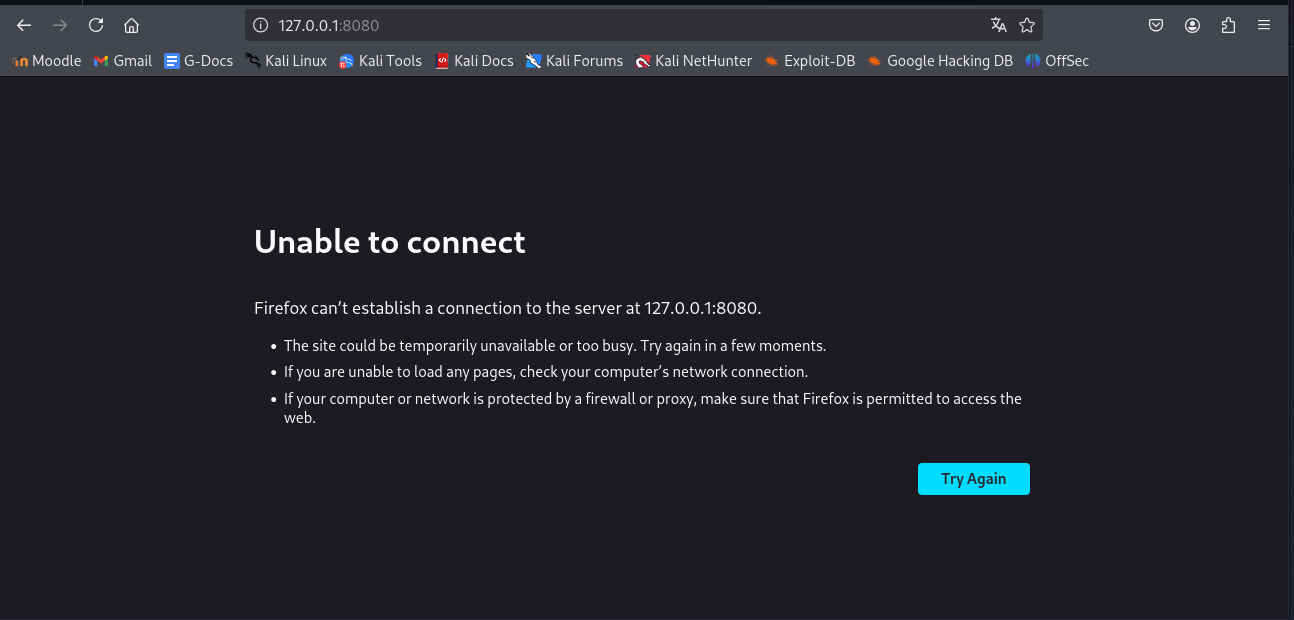 127.0.0.1:8080
Moodle Gmail G-Docs Kali Linux Kali Tools Kali Docs Kali Forums Kali NetHunter Exploit-DB Google Hacking DB OffSec
Unable to connect
Firefox can’t establish a connection to the server at 127.0.0.1:8080.
• The site could be temporarily unavailable or too busy. Try again in a few moments.
• If you are unable to load any pages, check your computer’s network connection.
• If your computer or network is protected by a firewall or proxy, make sure that Firefox is permitted to access the
web.
Try Again